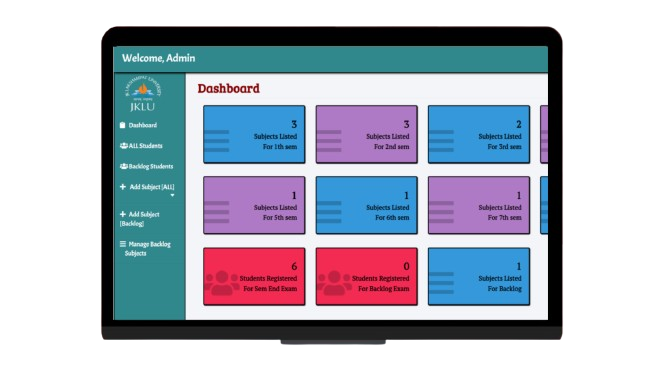 Welcome, Admin
JKLU
Dashboard
ALL Students
Backlog Students
Add Subject [ALL]
Add Subject
[Backlog]
Manage Backlog
Subjects
Dashboard
3
Subjects Listed
For 1th sem
3
Subjects Listed
For 2nd sem
2
Subjects Listed
For 3rd sem
1
Subjects Listed
For 5th sem
1
Subjects Listed
For 6th sem
1
Subjects Listed
For 7th sem
6
Students Registered
For Sem End Exam
0
Students Registered
For Backlog Exam
1
Subjects Listed
For Backlog